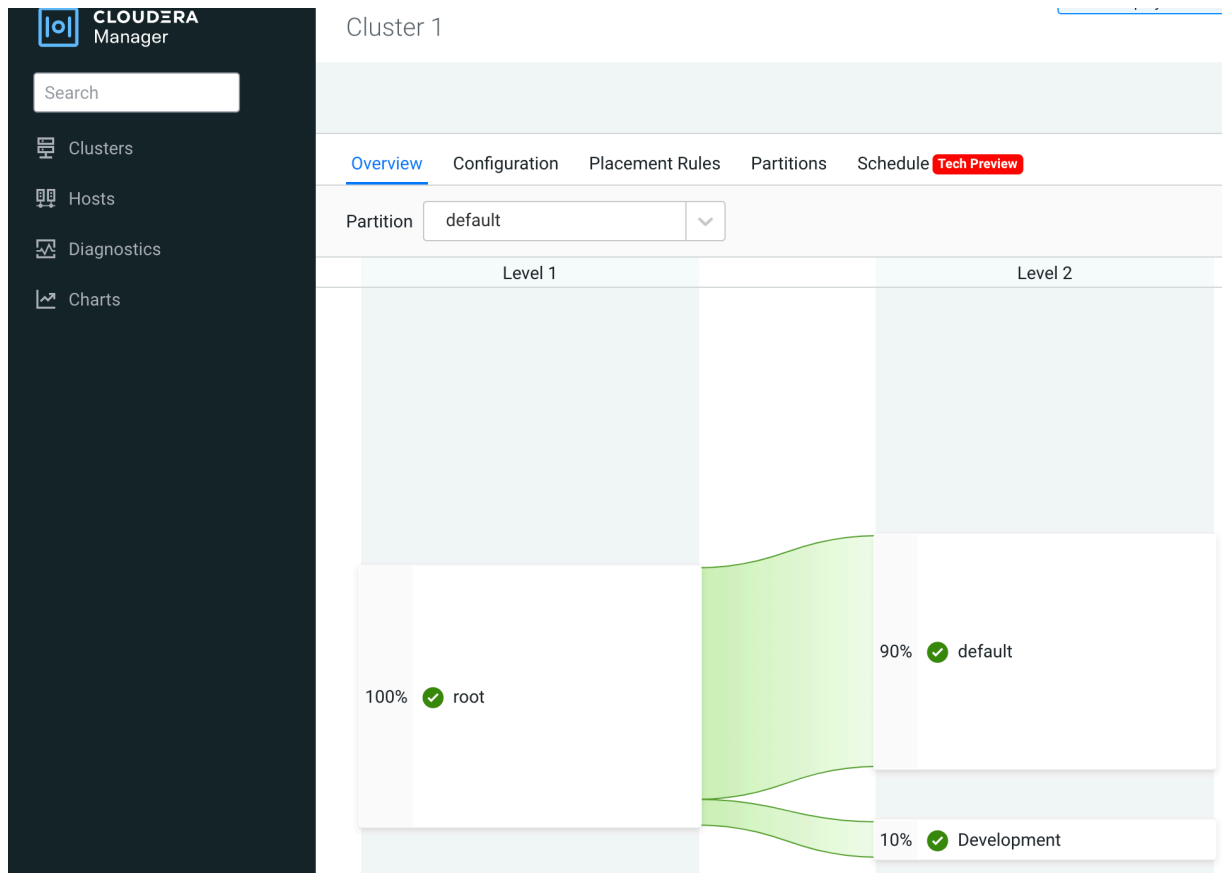 CLOUDERA
Manager
Search
Clusters
Hosts
Diagnostics
Charts
Cluster 1
Overview Configuration Placement Rules Partitions Schedule Tech Preview
Partition default
Level 1 Level 2
100% root
90% default
10% Development